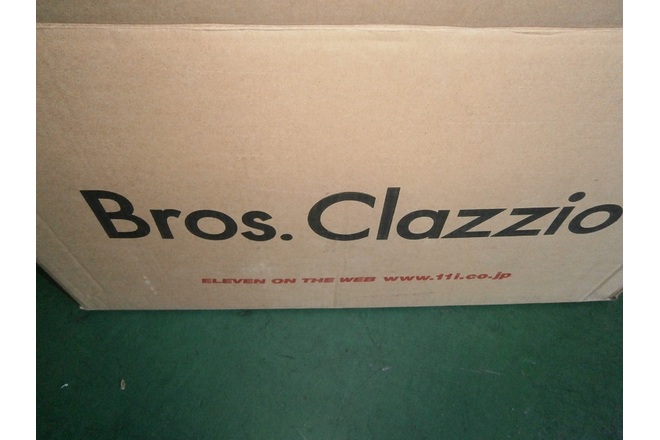 Bros. Clazzio
ELEVEN ON THE WEB www.11i.co.jp